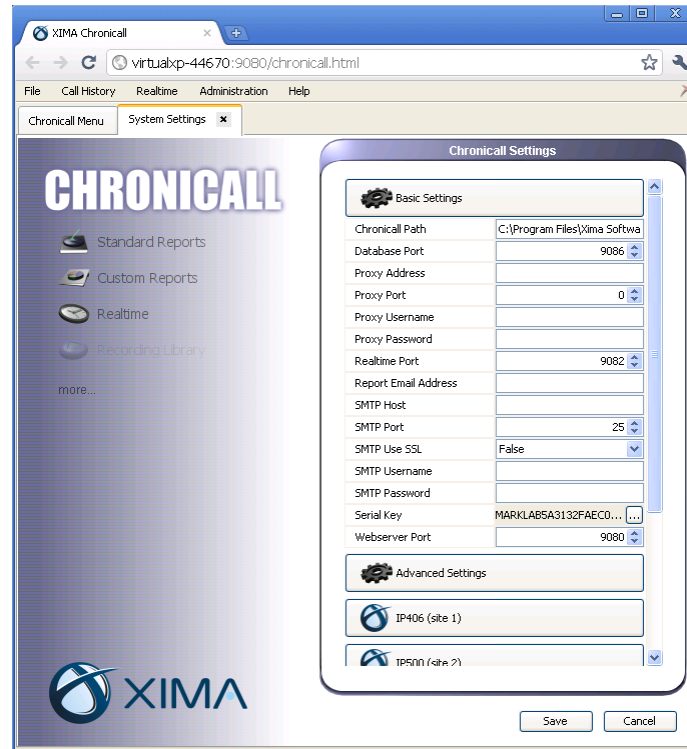 XIMA Chronicall
virtualxp-44670:9080/chronicall.html
File Call History Realtime Administration Help
Chronicall Menu System Settings
Chronicall Settings
CHRONICALL
Standard Reports
Custom Reports
Realtime
Recording Library
more...
XIMA
Basic Settings
Chronicall Path C:\Program Files\Xima Softwa
Database Port 9086
Proxy Address
Proxy Port 0
Proxy Username
Proxy Password
Realtime Port 9082
Report Email Address
SMTP Host
SMTP Port 25
SMTP Use SSL False
SMTP Username
SMTP Password
Serial Key MARKLAB5A3132FAEC0... ...
Webserver Port 9080
Advanced Settings
IP406 (site 1)
IP500 (site 2)
Save Cancel